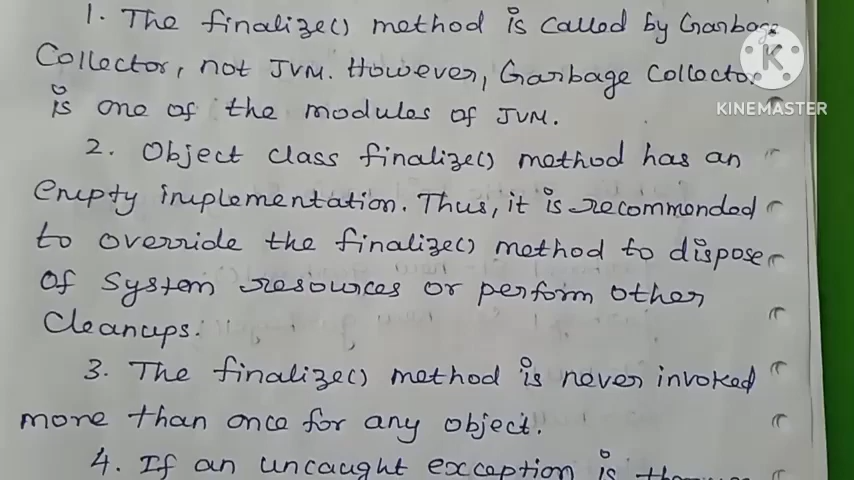 1. The finalize() method is called by Garbage
Collector, not JVM. However, Garbage Collector
is one of the modules of JVM.
2. Object class finalize() method has an
empty implementation. Thus, it is recommended
to override the finalize() method to dispose
of system resources or perform other
cleanups.
3. The finalize() method is never invoked
more than once for any object.
4. If an uncaught exception is
K
KINEMASTER